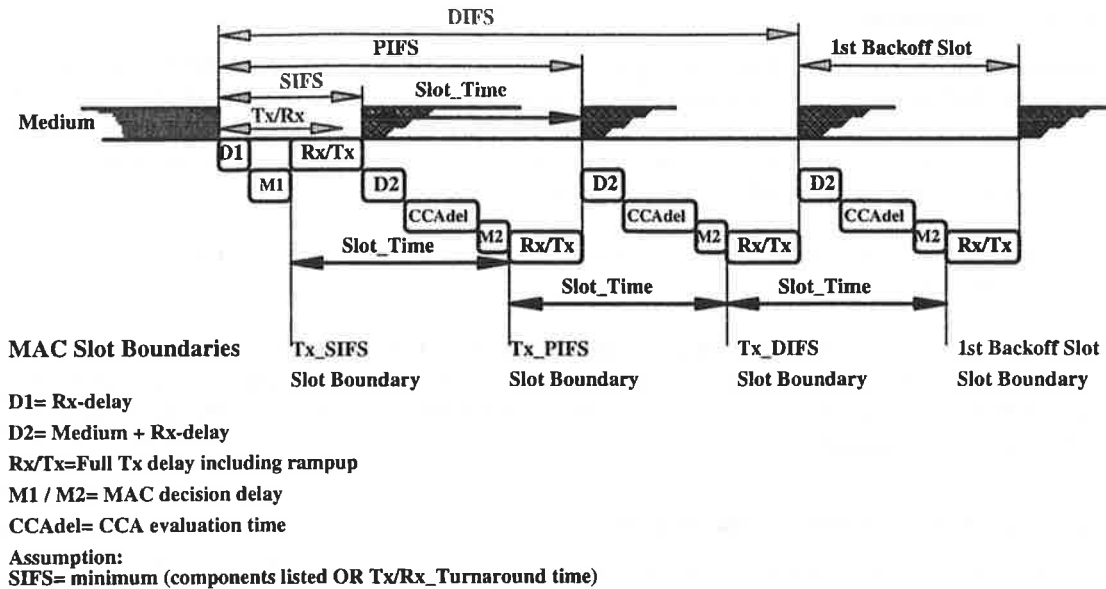 DIFS
PIFS
1st Backoff Slot
SIFS
Slot_Time
Tx/Rx
Medium
D1
Rx/Tx
M1
D2
D2
D2
CCAdel
CCAdel
CCAdel
M2
M2
M2
Slot_Time
Rx/Tx
Rx/Tx
Rx/Tx
Slot_Time
Slot_Time
MAC Slot Boundaries
Tx_SIFS
Slot Boundary
Tx_PIFS
Slot Boundary
Tx_DIFS
Slot Boundary
1st Backoff Slot
Slot Boundary
D1= Rx-delay
D2= Medium + Rx-delay
Rx/Tx=Full Tx delay including rampup
M1 / M2= MAC decision delay
CCAdel= CCA evaluation time
Assumption:
SIFS= minimum (components listed OR Tx/Rx_Turnaround time)